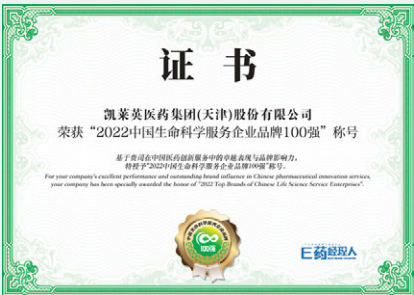 证书
凯莱英医药集团(天津)股份有限公司
荣获“2022中国生命科学服务企业品牌100强”称号
基于贵司在中国医药创新服务中的卓越表现与品牌影响力,
特授予“2022中国生命科学服务企业品牌100强”称号。
For your company's excellent performance and outstanding brand influence in Chinese pharmaceutical innovation services,
your company has been specially awarded the honor of "2022 Top Brands of Chinese Life Science Service Enterprises".
100强
E药经理人